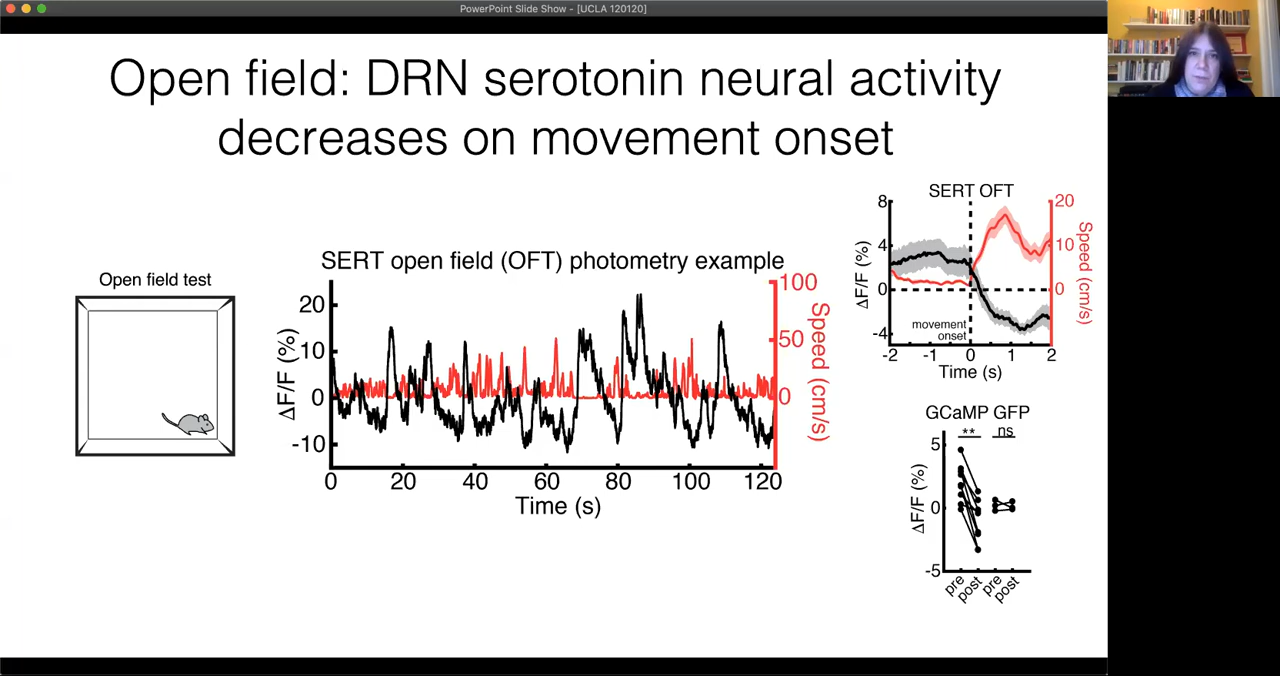 PowerPoint Slide Show - [UCLA 120120]
Open field: DRN serotonin neural activity
decreases on movement onset
Open field test
SERT open field (OFT) photometry example
ΔF/F (%)
20
10
0
-10
100
50
0
Speed (cm/s)
0 20 40 60 80 100 120
Time (s)
SERT OFT
ΔF/F (%)
8
4
0
-4
20
10
0
Speed (cm/s)
movement
onset
-2 -1 0 1 2
Time (s)
GCaMP GFP
** ns
ΔF/F (%)
5
0
-5
pre post pre post